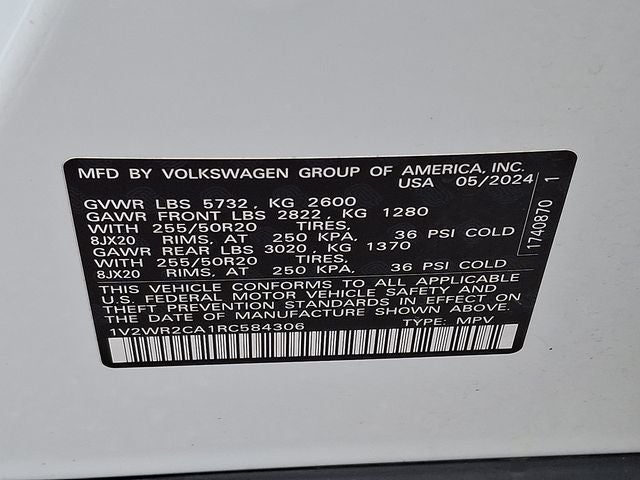 MFD BY VOLKSWAGEN GROUP OF AMERICA, INC.
USA 05/2024
GVWR LBS 5732, KG 2600
GAWR FRONT LBS 2822, KG 1280
WITH 255/50R20 TIRES,
8JX20 RIMS, AT 250 KPA, 36 PSI COLD
GAWR REAR LBS 3020, KG 1370
WITH 255/50R20 TIRES,
8JX20 RIMS, AT 250 KPA, 36 PSI COLD
THIS VEHICLE CONFORMS TO ALL APPLICABLE
U.S. FEDERAL MOTOR VEHICLE SAFETY AND
THEFT PREVENTION STANDARDS IN EFFECT ON
THE DATE OF MANUFACTURE SHOWN ABOVE.
1V2WR2CA1RC584306 TYPE: MPV
1740870 1